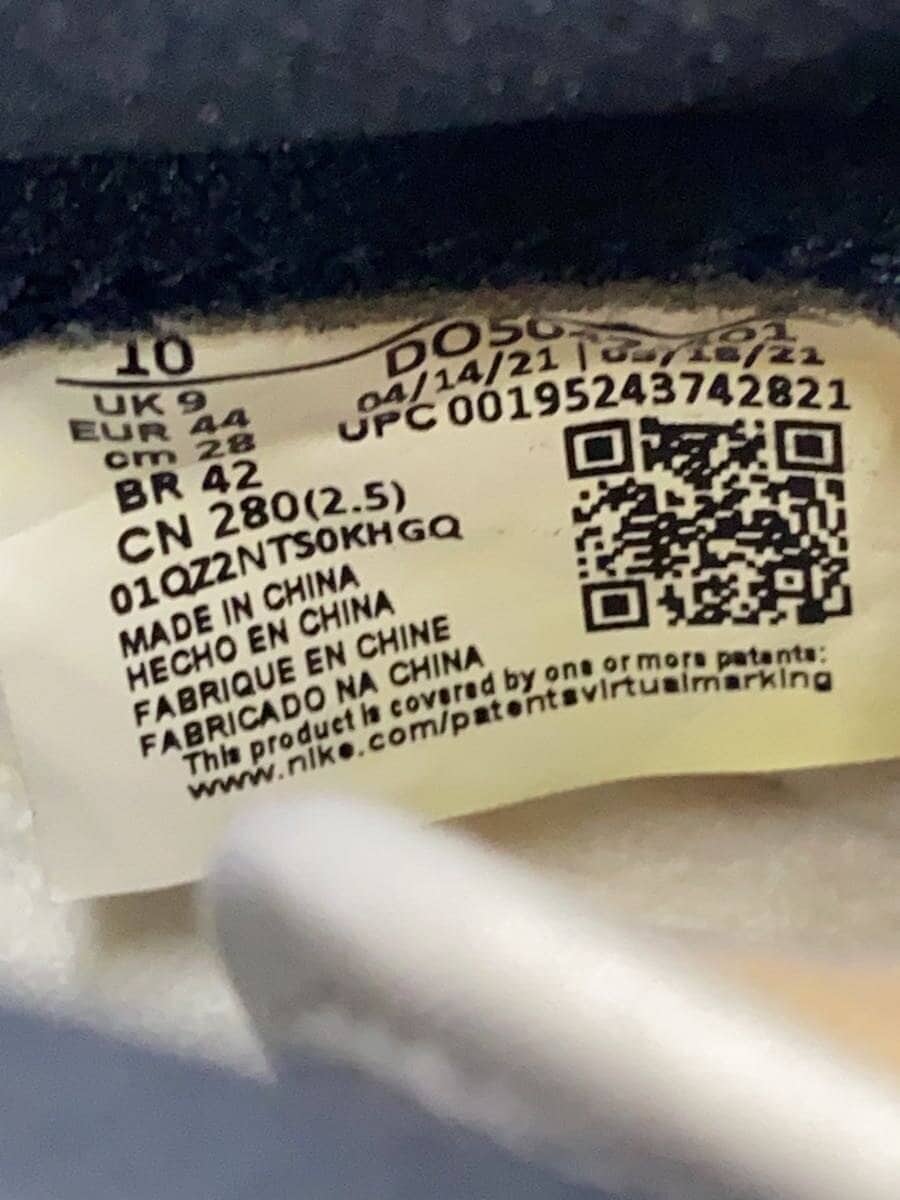 10
UK 9
EUR 44
cm 28
BR 42
CN 280(2.5)
01QZ2NTS0KHGQ
MADE IN CHINA
HECHO EN CHINA
FABRIQUE EN CHINE
FABRICADO NA CHINA
This product is covered by one or more patents:
www.nike.com/patentsvirtualmarking
04/14/21 |
UPC 00195243742821